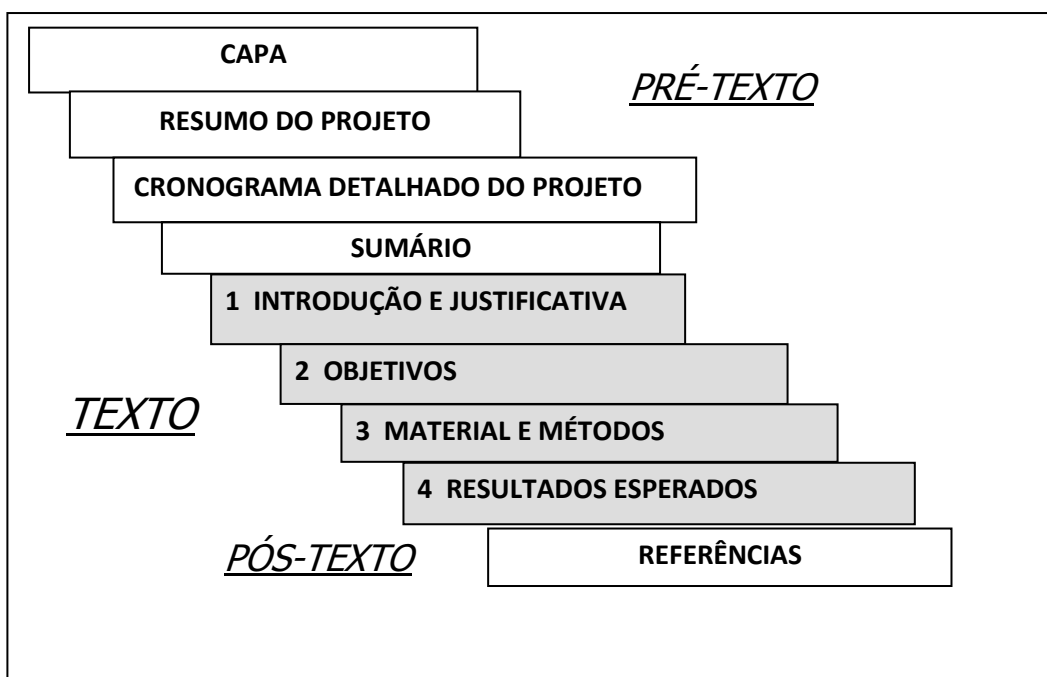 CAPA
PRÉ-TEXTO
RESUMO DO PROJETO
CRONOGRAMA DETALHADO DO PROJETO
SUMÁRIO
1 INTRODUÇÃO E JUSTIFICATIVA
2 OBJETIVOS
TEXTO
3 MATERIAL E MÉTODOS
4 RESULTADOS ESPERADOS
PÓS-TEXTO
REFERÊNCIAS